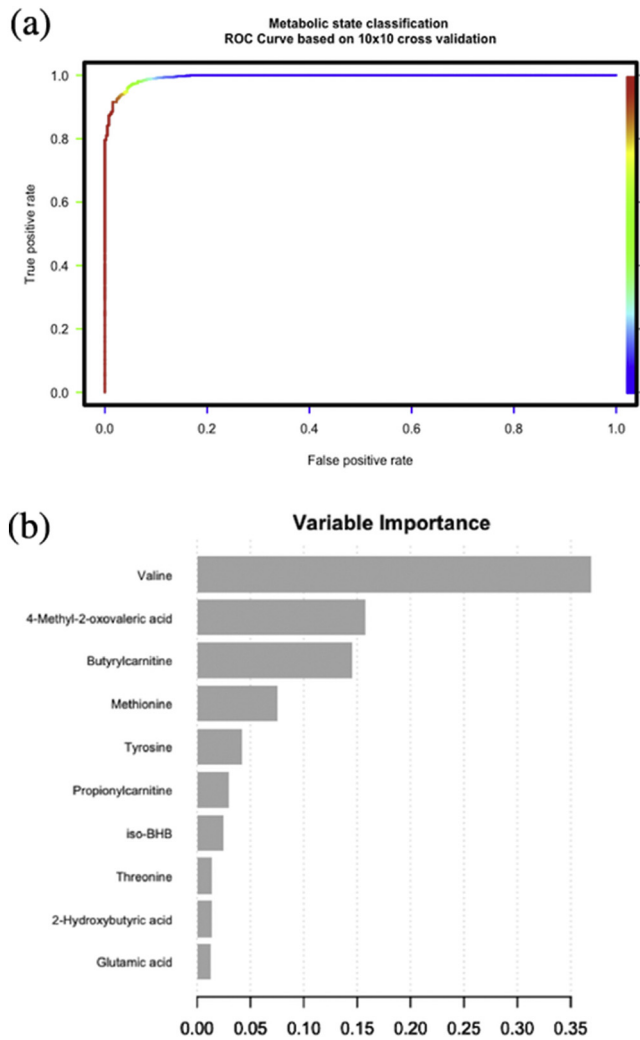 (a)
Metabolic state classification
ROC Curve based on 10x10 cross validation
True positive rate
1.0
0.8
0.6
0.4
0.2
0.0
0.0 0.2 0.4 0.6 0.8 1.0
False positive rate
(b)
Variable Importance
Valine
4-Methyl-2-oxovaleric acid
Butyrylcarnitine
Methionine
Tyrosine
Propionylcarnitine
iso-BHB
Threonine
2-Hydroxybutyric acid
Glutamic acid
0.00 0.05 0.10 0.15 0.20 0.25 0.30 0.35